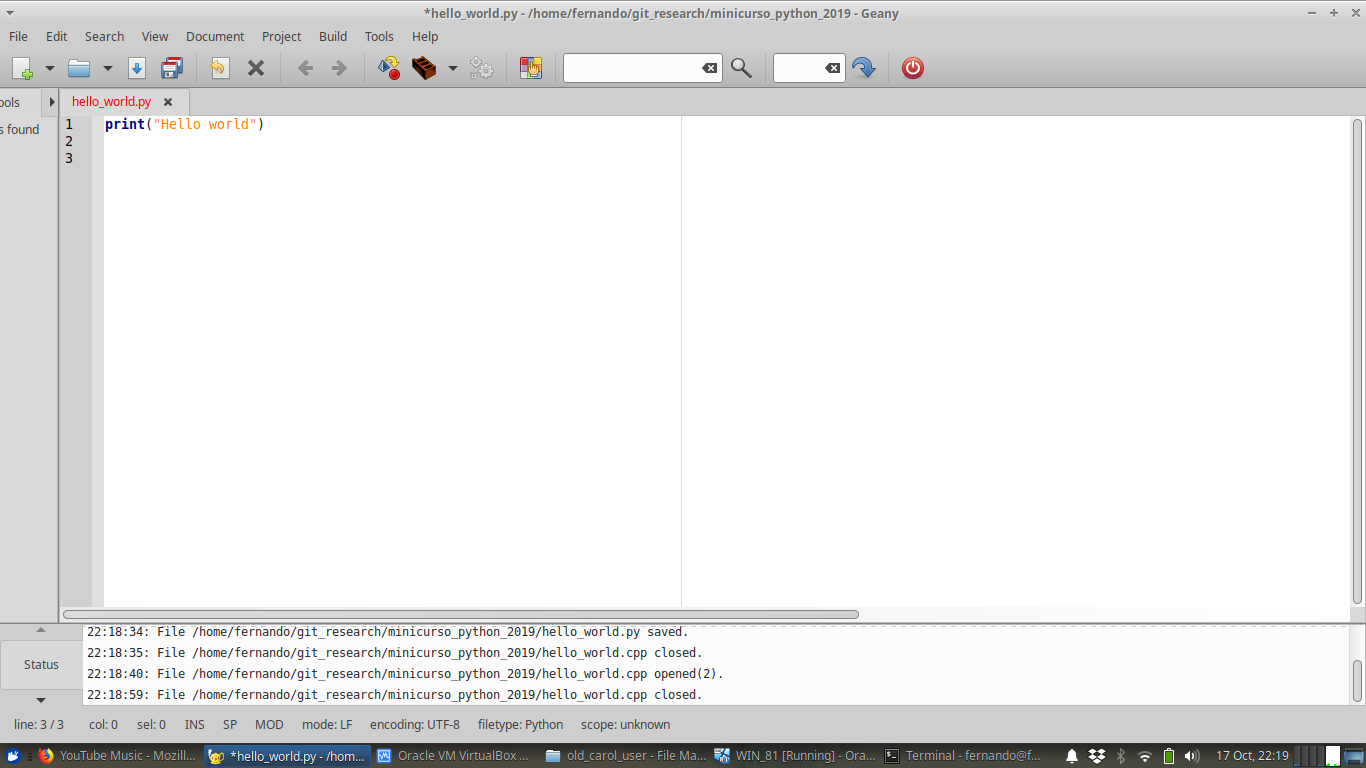 *hello_world.py - /home/fernando/git_research/minicurso_python_2019 - Geany
File Edit Search View Document Project Build Tools Help
ools hello_world.py
s found
1 print("Hello world")
2
3
22:18:34: File /home/fernando/git_research/minicurso_python_2019/hello_world.py saved.
22:18:35: File /home/fernando/git_research/minicurso_python_2019/hello_world.cpp closed.
Status
22:18:40: File /home/fernando/git_research/minicurso_python_2019/hello_world.cpp opened(2).
22:18:59: File /home/fernando/git_research/minicurso_python_2019/hello_world.cpp closed.
line: 3 / 3 col: 0 sel: 0 INS SP MOD mode: LF encoding: UTF-8 filetype: Python scope: unknown
YouTube Music - Mozill... *hello_world.py - /hom... Oracle VM VirtualBox ... old_carol_user - File Ma... WIN_81 [Running] - Ora... Terminal - fernando@f... 17 Oct, 22:19